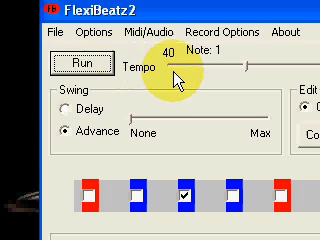 FB FlexiBeatz2
File Options Midi/Audio Record Options About
Run Tempo 40 Note: 1
Swing Edit
Delay
Advance None Max Co